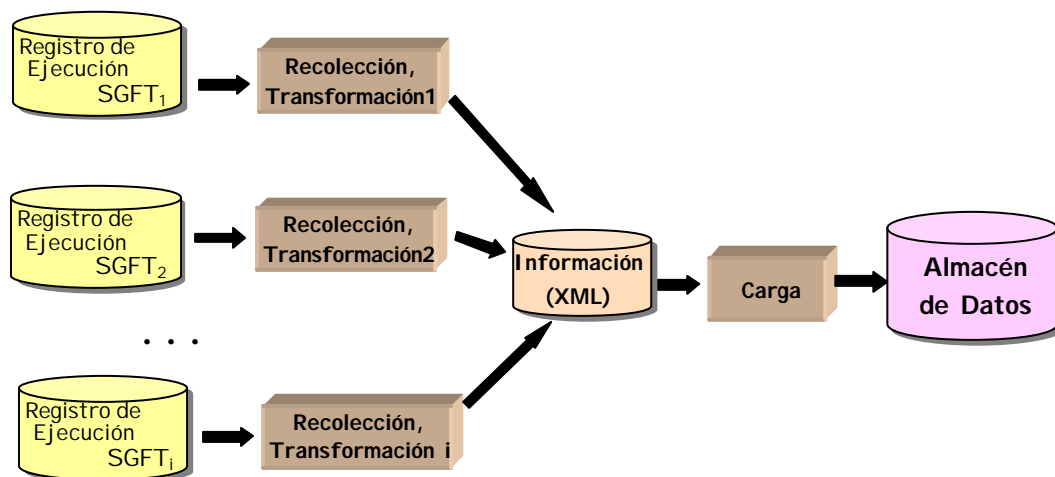 Registro de
Ejecución
SGFT₁
Recolección,
Transformación1
Registro de
Ejecución
SGFT₂
Recolección,
Transformación2
Información
(XML)
Carga
Almacén
de Datos
. . .
Registro de
Ejecución
SGFTᵢ
Recolección,
Transformación i